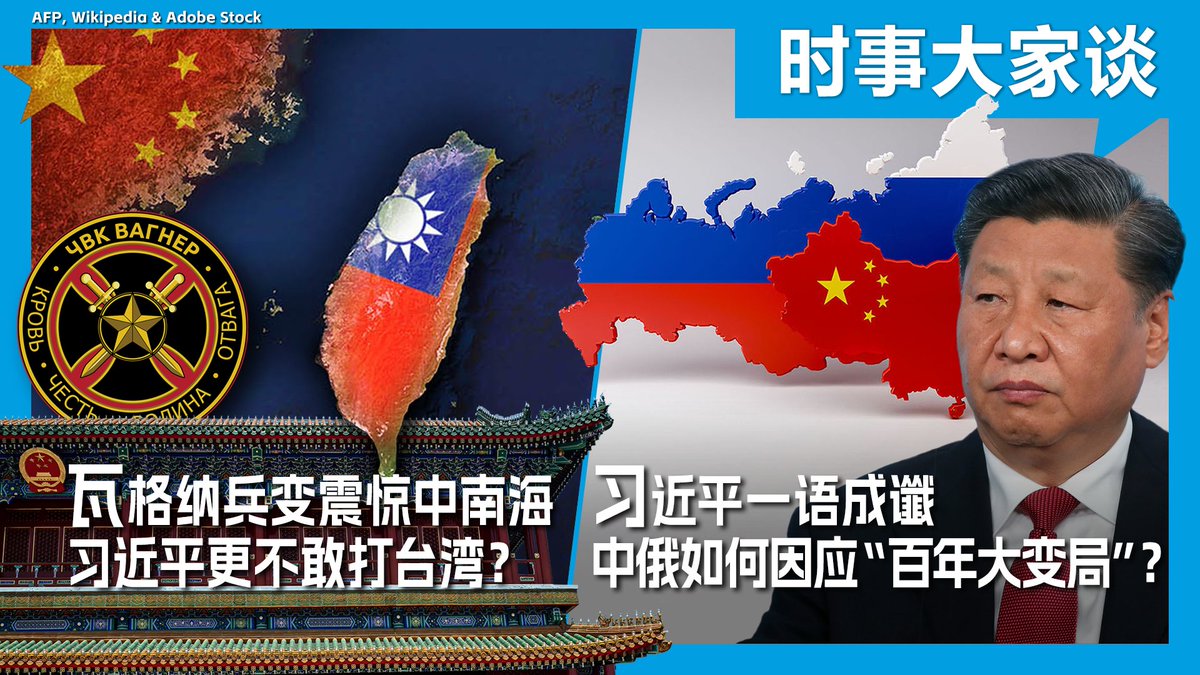 AFP, Wikipedia & Adobe Stock
时事大家谈
ЧВК ВАГНЕР
КРОВЬ
ОТВАГА
ЧЕСТЬ
瓦格纳兵变震惊中南海
习近平更不敢打台湾？
习近平一语成谶
中俄如何因应“百年大变局”？